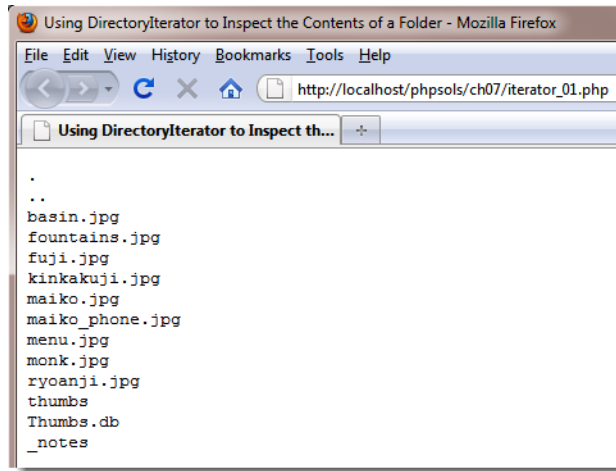 Using DirectoryIterator to Inspect the Contents of a Folder - Mozilla Firefox
File Edit View History Bookmarks Tools Help
http://localhost/phpsols/ch07/iterator_01.php
Using DirectoryIterator to Inspect th...
.
..
basin.jpg
fountains.jpg
fuji.jpg
kinkakuji.jpg
maiko.jpg
maiko_phone.jpg
menu.jpg
monk.jpg
ryoanji.jpg
thumbs
Thumbs.db
_notes